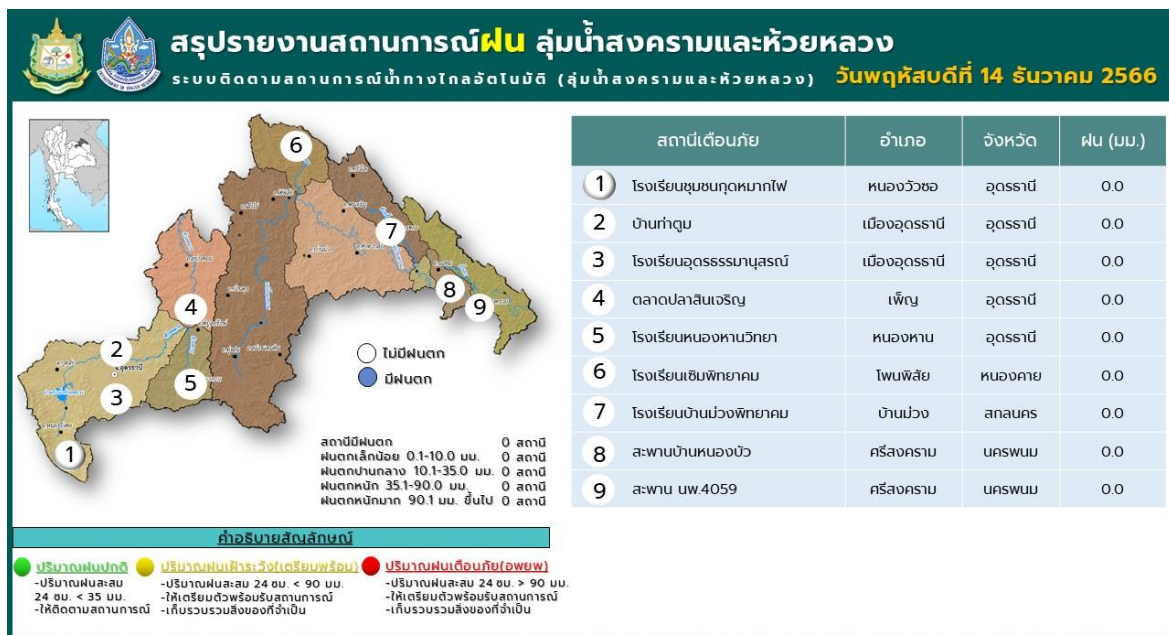 สรุปรายงานสถานการณ์ฝน ลุ่มน้ำสงครามและห้วยหลวง
ระบบติดตามสถานการณ์น้ำทางไกลอัตโนมัติ (ลุ่มน้ำสงครามและห้วยหลวง) วันพฤหัสบดีที่ 14 ธันวาคม 2566
6
7
8
9
4
2
อ.อุดรธานี
3
5
1
ไม่มีฝนตก
มีฝนตก
สถานีมีฝนตก 0 สถานี
ฝนตกเล็กน้อย 0.1-10.0 มม. 0 สถานี
ฝนตกปานกลาง 10.1-35.0 มม. 0 สถานี
ฝนตกหนัก 35.1-90.0 มม. 0 สถานี
ฝนตกหนักมาก 90.1 มม. ขึ้นไป 0 สถานี
สถานีเตือนภัย อำเภอ จังหวัด ฝน (มม.)
1 โรงเรียนชุมชนกุดหมากไฟ หนองวัวซอ อุดรธานี 0.0
2 บ้านท่าตูม เมืองอุดรธานี อุดรธานี 0.0
3 โรงเรียนอุดรธรรมานุสรณ์ เมืองอุดรธานี อุดรธานี 0.0
4 ตลาดปลาสินเจริญ เพ็ญ อุดรธานี 0.0
5 โรงเรียนหนองหานวิทยา หนองหาน อุดรธานี 0.0
6 โรงเรียนเซิมพิทยาคม โพนพิสัย หนองคาย 0.0
7 โรงเรียนบ้านม่วงพิทยาคม บ้านม่วง สกลนคร 0.0
8 สะพานบ้านหนองบัว ศรีสงคราม นครพนม 0.0
9 สะพาน นพ.4059 ศรีสงคราม นครพนม 0.0
คำอธิบายสัญลักษณ์
ปริมาณฝนปกติ
-ปริมาณฝนสะสม
24 ชม. < 35 มม.
-ให้ติดตามสถานการณ์
ปริมาณฝนเฝ้าระวัง(เตรียมพร้อม)
-ปริมาณฝนสะสม 24 ชม. < 90 มม.
-ให้เตรียมตัวพร้อมรับสถานการณ์
-เก็บรวบรวมสิ่งของที่จำเป็น
ปริมาณฝนเตือนภัย(อพยพ)
-ปริมาณฝนสะสม 24 ชม. > 90 มม.
-ให้เตรียมตัวพร้อมรับสถานการณ์
-เก็บรวบรวมสิ่งของที่จำเป็น